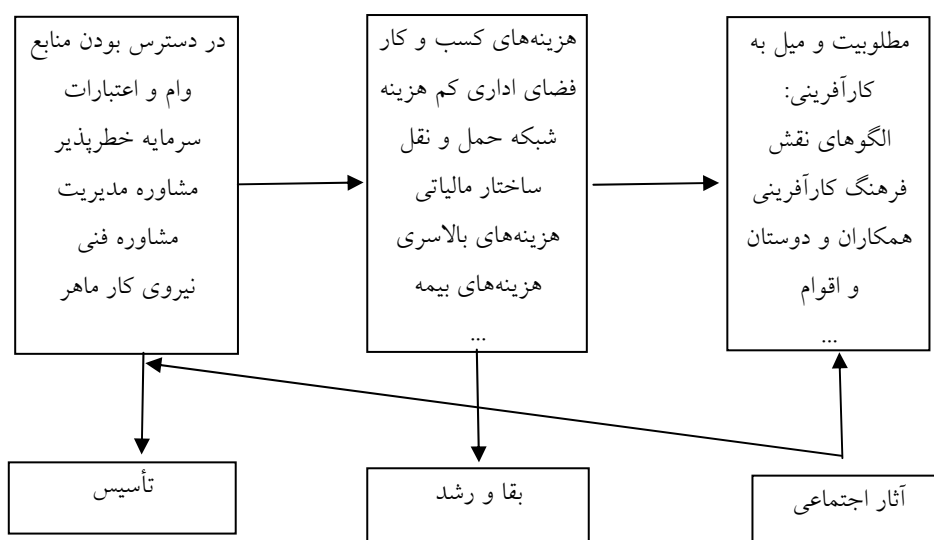 مطلوبیت و میل به
کارآفرینی:
الگوهای نقش
فرهنگ کارآفرینی
همکاران و دوستان
و اقوام
...
هزینه‌های کسب و کار
فضای اداری کم هزینه
شبکه حمل و نقل
ساختار مالیاتی
هزینه‌های بالاسری
هزینه‌های بیمه
...
در دسترس بودن منابع
وام و اعتبارات
سرمایه خطرپذیر
مشاوره مدیریت
مشاوره فنی
نیروی کار ماهر
آثار اجتماعی
بقا و رشد
تأسیس